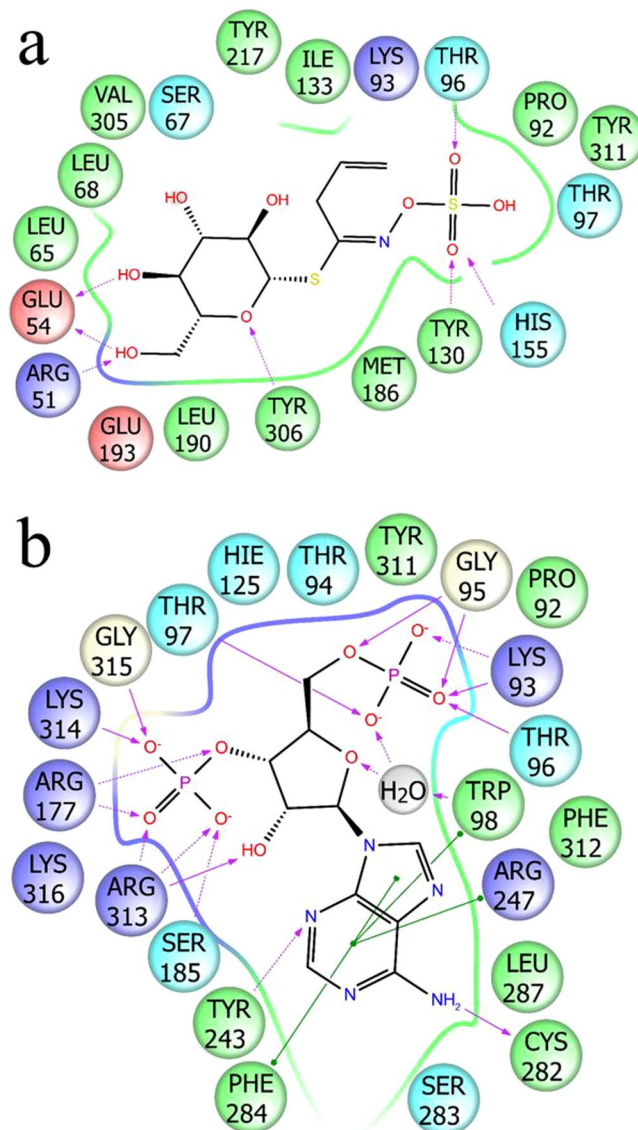 a
TYR 217
ILE 133
LYS 93
THR 96
VAL 305
SER 67
PRO 92
TYR 311
LEU 68
THR 97
LEU 65
GLU 54
ARG 51
GLU 193
LEU 190
TYR 306
MET 186
TYR 130
HIS 155
HO
OH
HO
HO
O
S
N
O
O
S
OH
O
b
HIE 125
THR 94
TYR 311
GLY 95
PRO 92
THR 97
GLY 315
LYS 93
LYS 314
THR 96
ARG 177
H₂O
TRP 98
PHE 312
LYS 316
ARG 313
ARG 247
SER 185
LEU 287
TYR 243
CYS 282
PHE 284
SER 283
O⁻
O
P
O
O⁻
O⁻
O
P
O
O⁻
O
HO
N
N
N
N
NH₂